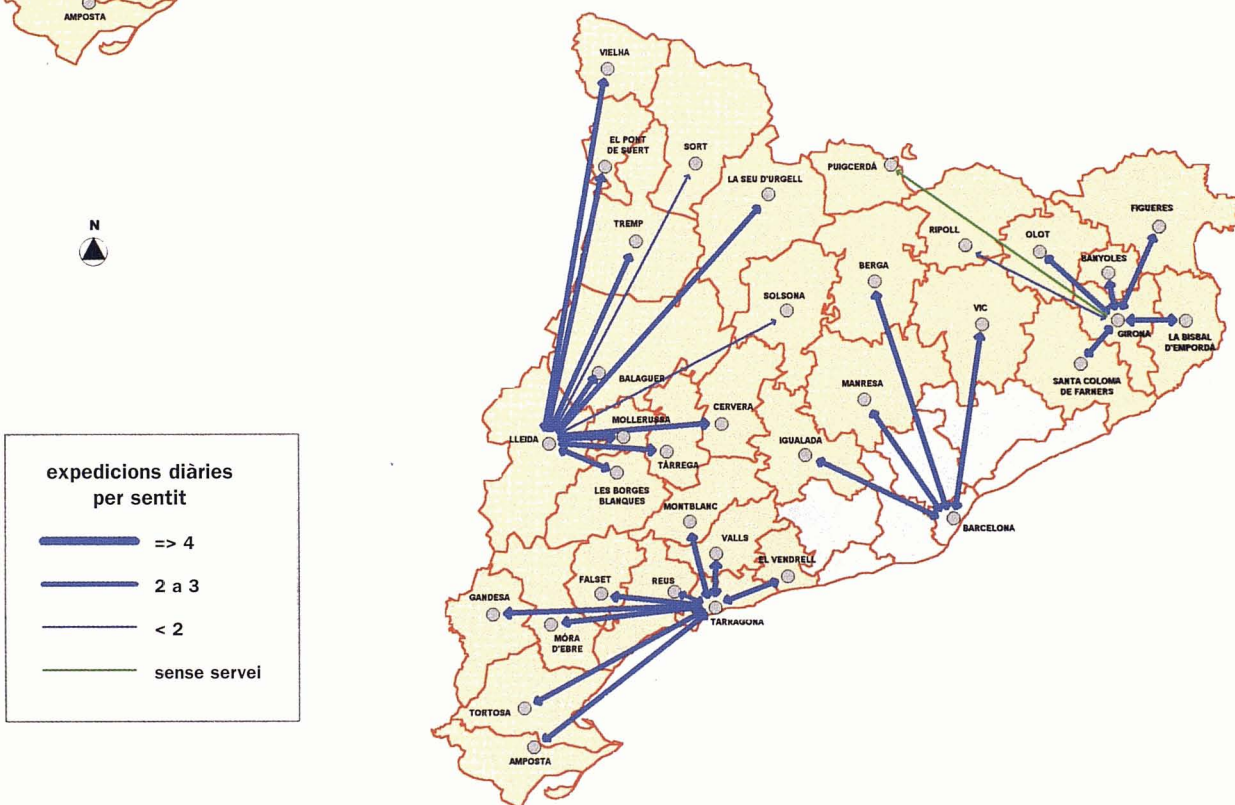 AMPOSTA
N
expedicions diàries
per sentit
=> 4
2 a 3
< 2
sense servei
VIELHA
EL PONT
DE SUERT
SORT
LA SEU D'URGELL
PUIGCERDÀ
TREMP
RIPOLL
OLOT
FIGUERES
BANYOLES
BERGA
SOLSONA
VIC
GIRONA
LA BISBAL
D'EMPORDÀ
SANTA COLOMA
DE FARNERS
BALAGUER
MANRESA
CERVERA
LLEIDA
MOLLERUSSA
IGUALADA
TÀRREGA
LES BORGES
BLANQUES
MONTBLANC
BARCELONA
VALLS
EL VENDRELL
FALSET
REUS
GANDESA
TARRAGONA
MÓRA
D'EBRE
TORTOSA
AMPOSTA